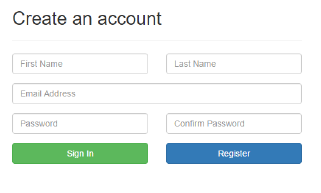 Create an account
First Name Last Name
Email Address
Password Confirm Password
Sign In Register